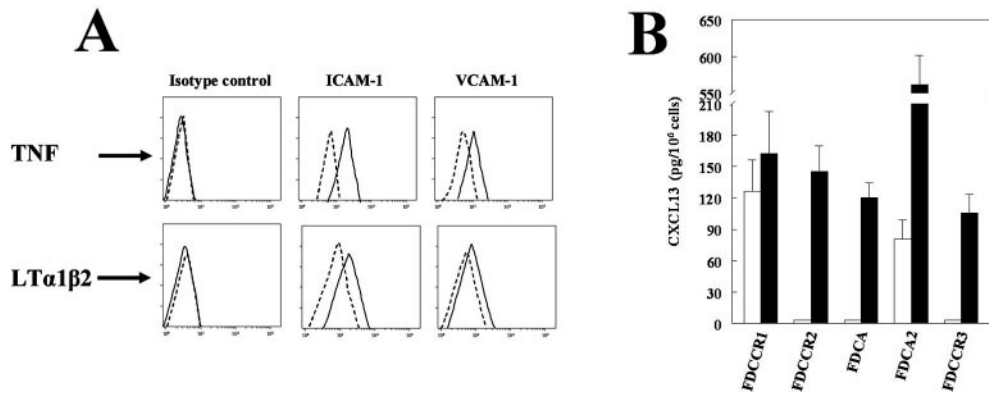 A
Isotype control
ICAM-1
VCAM-1
TNF
LTα1β2
B
CXCL13 (pg/10⁶ cells)
650
600
550
210
180
150
120
90
60
30
0
FDCCR1
FDCCR2
FDCA
FDCA2
FDCCR3